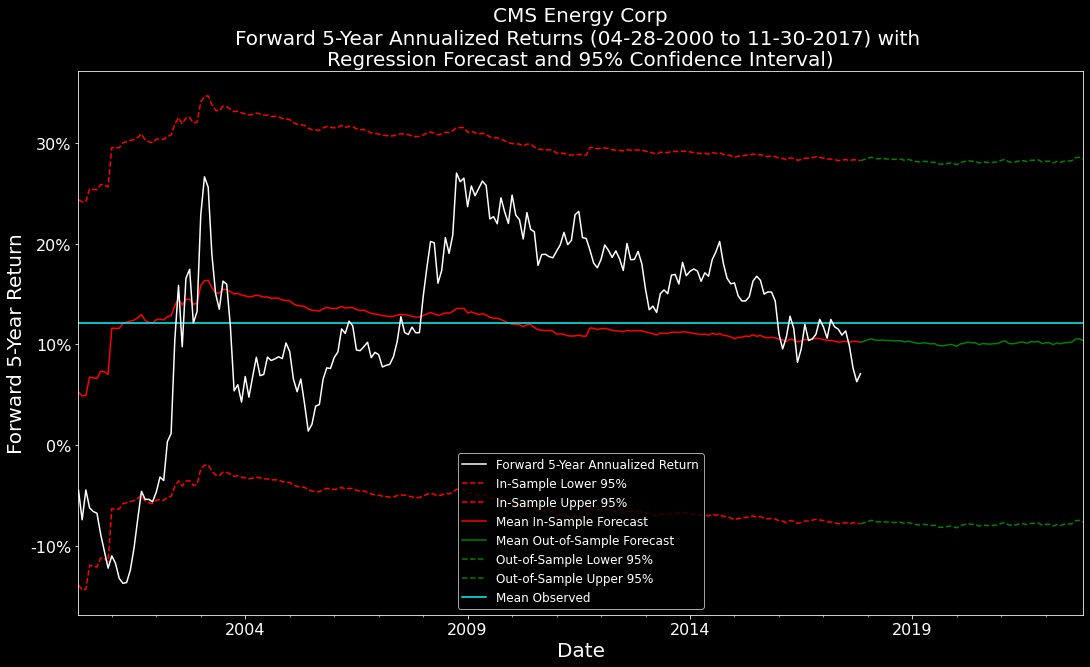 CMS Energy Corp
Forward 5-Year Annualized Returns (04-28-2000 to 11-30-2017) with
Regression Forecast and 95% Confidence Interval)
Forward 5-Year Return
30%
20%
10%
0%
-10%
Forward 5-Year Annualized Return
In-Sample Lower 95%
In-Sample Upper 95%
Mean In-Sample Forecast
Mean Out-of-Sample Forecast
Out-of-Sample Lower 95%
Out-of-Sample Upper 95%
Mean Observed
2004
2009
2014
2019
Date